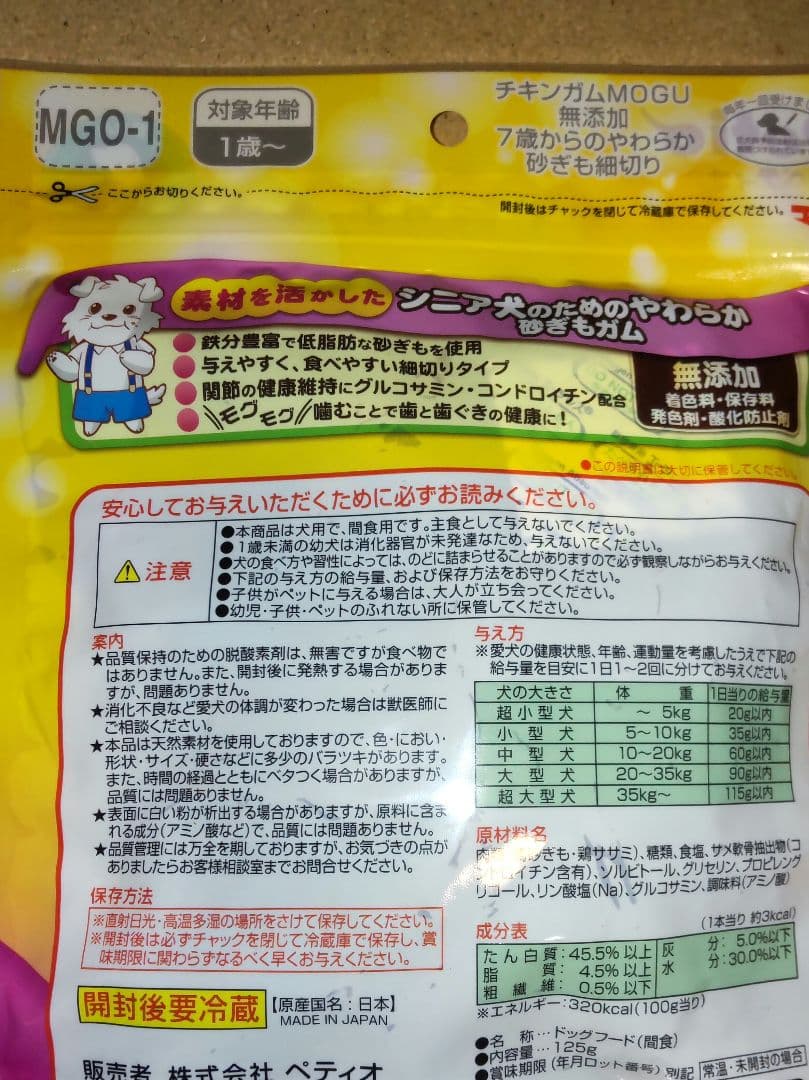 MGO-1
対象年齢
1歳〜
チキンガムMOGU
無添加
7歳からのやわらか
砂ぎも細切り
ここからお切りください。
開封後はチャックを閉じて冷蔵庫で保存してください。
素材を活かした シニア犬のためのやわらか
砂ぎもガム
鉄分豊富で低脂肪な砂ぎもを使用
与えやすく、食べやすい細切りタイプ
関節の健康維持にグルコサミン・コンドロイチン配合
モグモグ 噛むことで歯と歯ぐきの健康に!
無添加
着色料・保存料
発色剤・酸化防止剤
●この説明書は大切に保管してください。
安心してお与えいただくために必ずお読みください。
注意
●本商品は犬用で、間食用です。主食として与えないでください。
●1歳未満の幼犬は消化器官が未発達なため、与えないでください。
●犬の食べ方や習性によっては、のどに詰まらせることがありますので必ず観察しながらお与えください。
●下記の与え方の給与量、および保存方法をお守りください。
●子供がペットに与える場合は、大人が立ち会ってください。
●幼児・子供・ペットのふれない所に保管してください。
案内
★品質保持のための脱酸素剤は、無害ですが食べ物で
はありません。また、開封後に発熱する場合がありま
すが、問題ありません。
★消化不良など愛犬の体調が変わった場合は獣医師に
ご相談ください。
★本品は天然素材を使用しておりますので、色・におい・
形状・サイズ・硬さなどに多少のバラツキがあります。
また、時間の経過とともにベタつく場合がありますが、
品質には問題ありません。
★表面に白い粉が析出する場合がありますが、原料に含ま
れる成分(アミノ酸など)で、品質には問題ありません。
★品質管理には万全を期しておりますが、お気づきの点が
ありましたらお客様相談室までお問合せください。
保存方法
※直射日光・高温多湿の場所をさけて保存してください。
※開封後は必ずチャックを閉じて冷蔵庫で保存し、賞
味期限に関わらずなるべく早くお与えください。
開封後要冷蔵
【原産国名:日本】
MADE IN JAPAN
販売者 株式会社 ペティオ
与え方
※愛犬の健康状態、年齢、運動量を考慮したうえで下記の
給与量を目安に1日1〜2回に分けてお与えください。
犬の大きさ 体重 1日当りの給与量
超小型犬 〜5kg 20g以内
小型犬 5〜10kg 35g以内
中型犬 10〜20kg 60g以内
大型犬 20〜35kg 90g以内
超大型犬 35kg〜 115g以内
原材料名
砂ぎも・鶏ササミ)、糖類、食塩、サメ軟骨抽出物(コ
ロイチン含有)、ソルビトール、グリセリン、プロピレング
リコール、リン酸塩(Na)、グルコサミン、調味料(アミノ酸)
成分表
(1本当り 約3kcal)
たん白質:45.5%以上 灰分:5.0%以下
脂質:4.5%以上 水分:30.0%以下
粗繊維:0.5%以下
※エネルギー:320kcal(100g当り)
●名称…ドッグフード(間食)
●内容量…125g
●賞味期限(年月ロット番号)別記 常温・未開封の場合